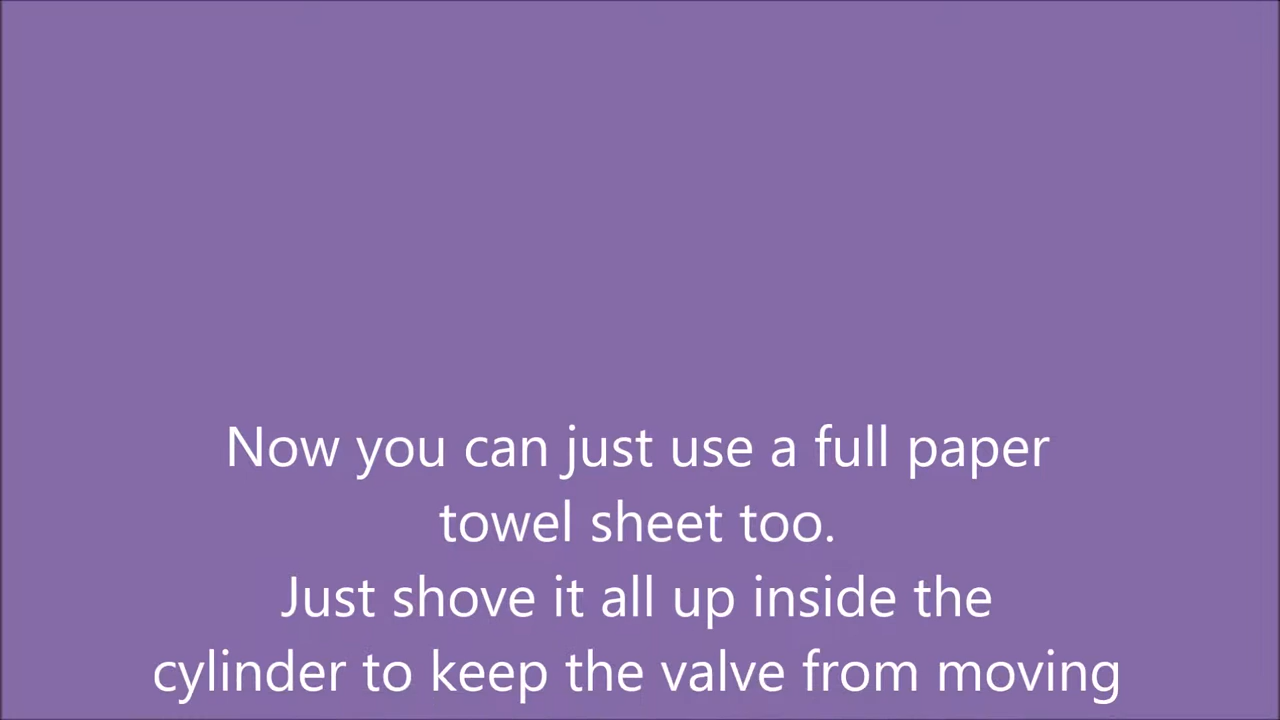 Now you can just use a full paper
towel sheet too.
Just shove it all up inside the
cylinder to keep the valve from moving